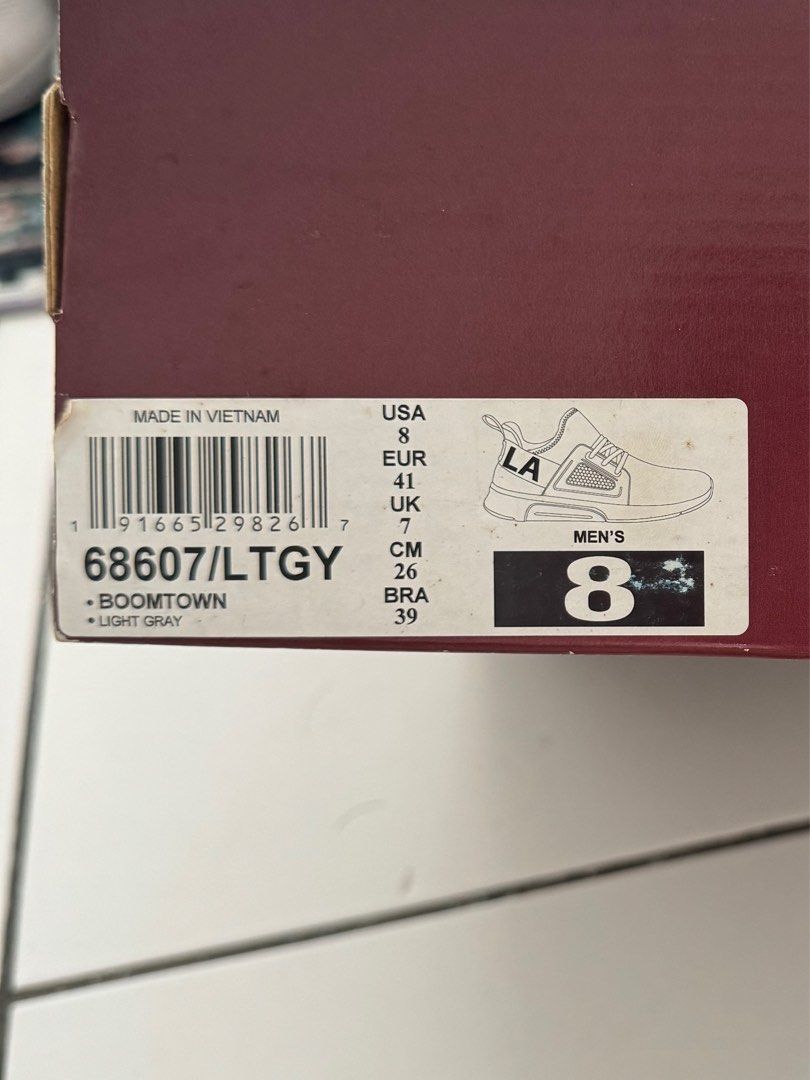 MADE IN VIETNAM
1 91665 29826 7
68607/LTGY
• BOOMTOWN
• LIGHT GRAY
USA
8
EUR
41
UK
7
CM
26
BRA
39
LA
MEN'S
8